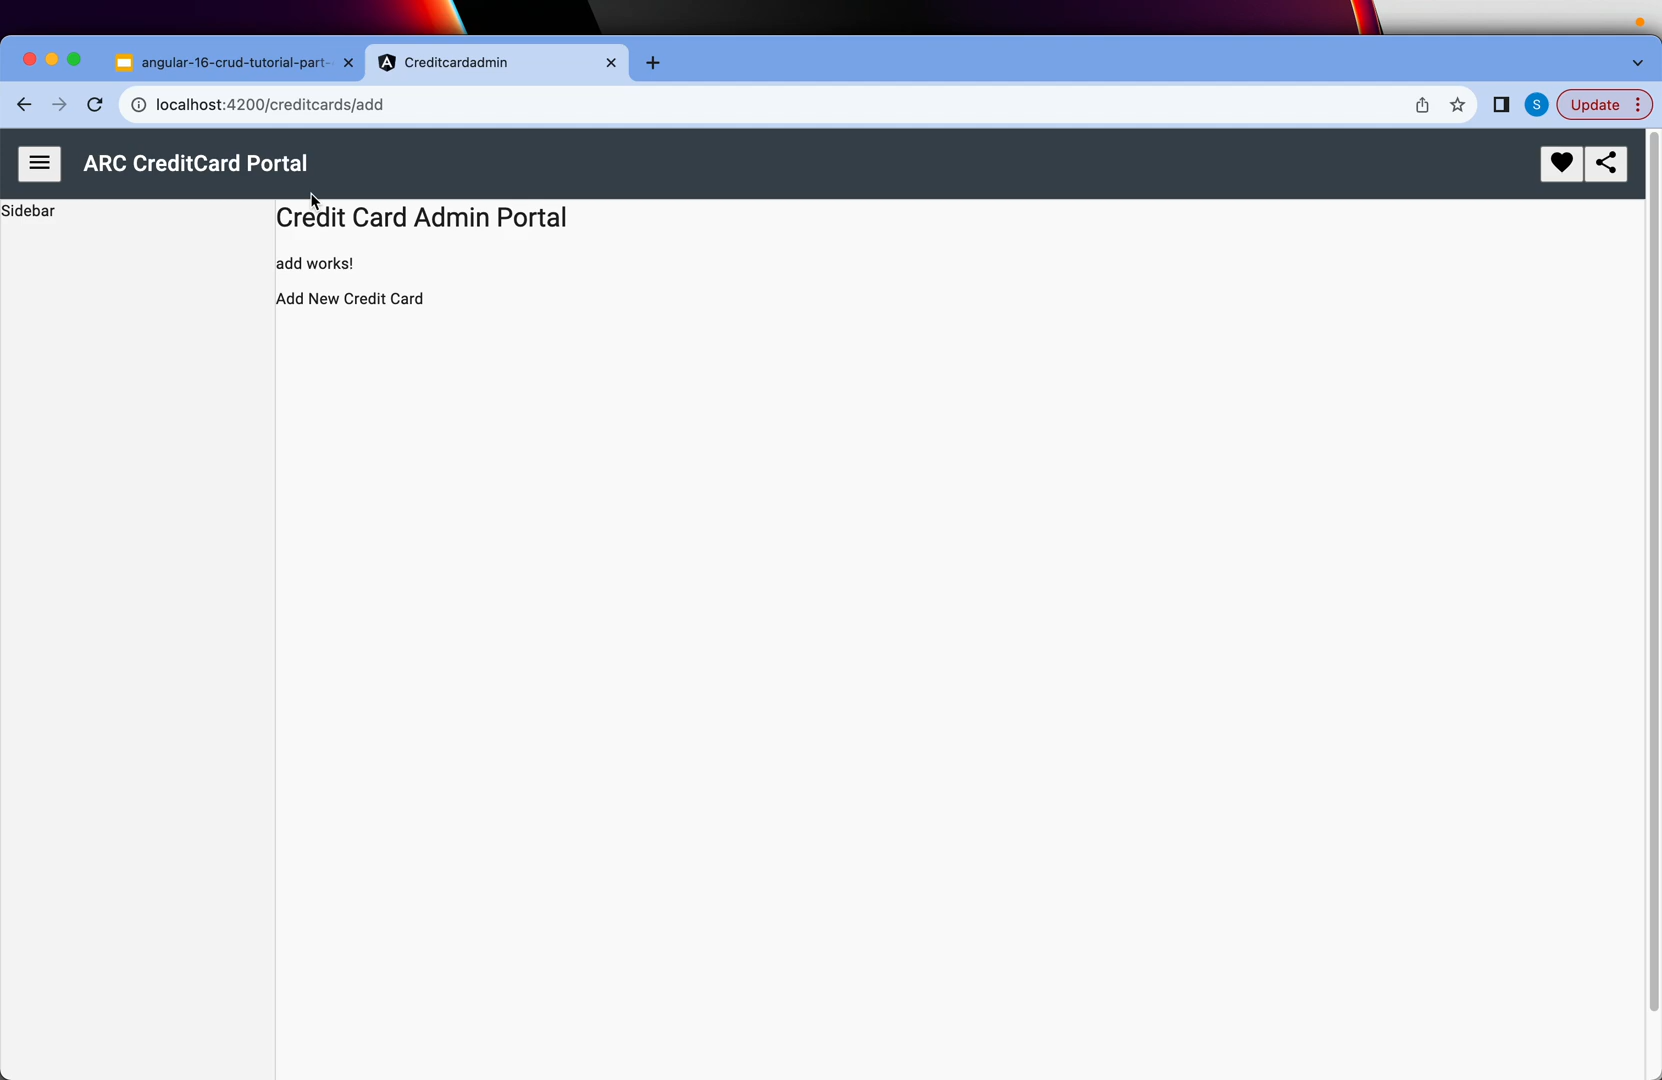 angular-16-crud-tutorial-part-
Creditcardadmin
localhost:4200/creditcards/add
S
Update
ARC CreditCard Portal
Sidebar
Credit Card Admin Portal
add works!
Add New Credit Card